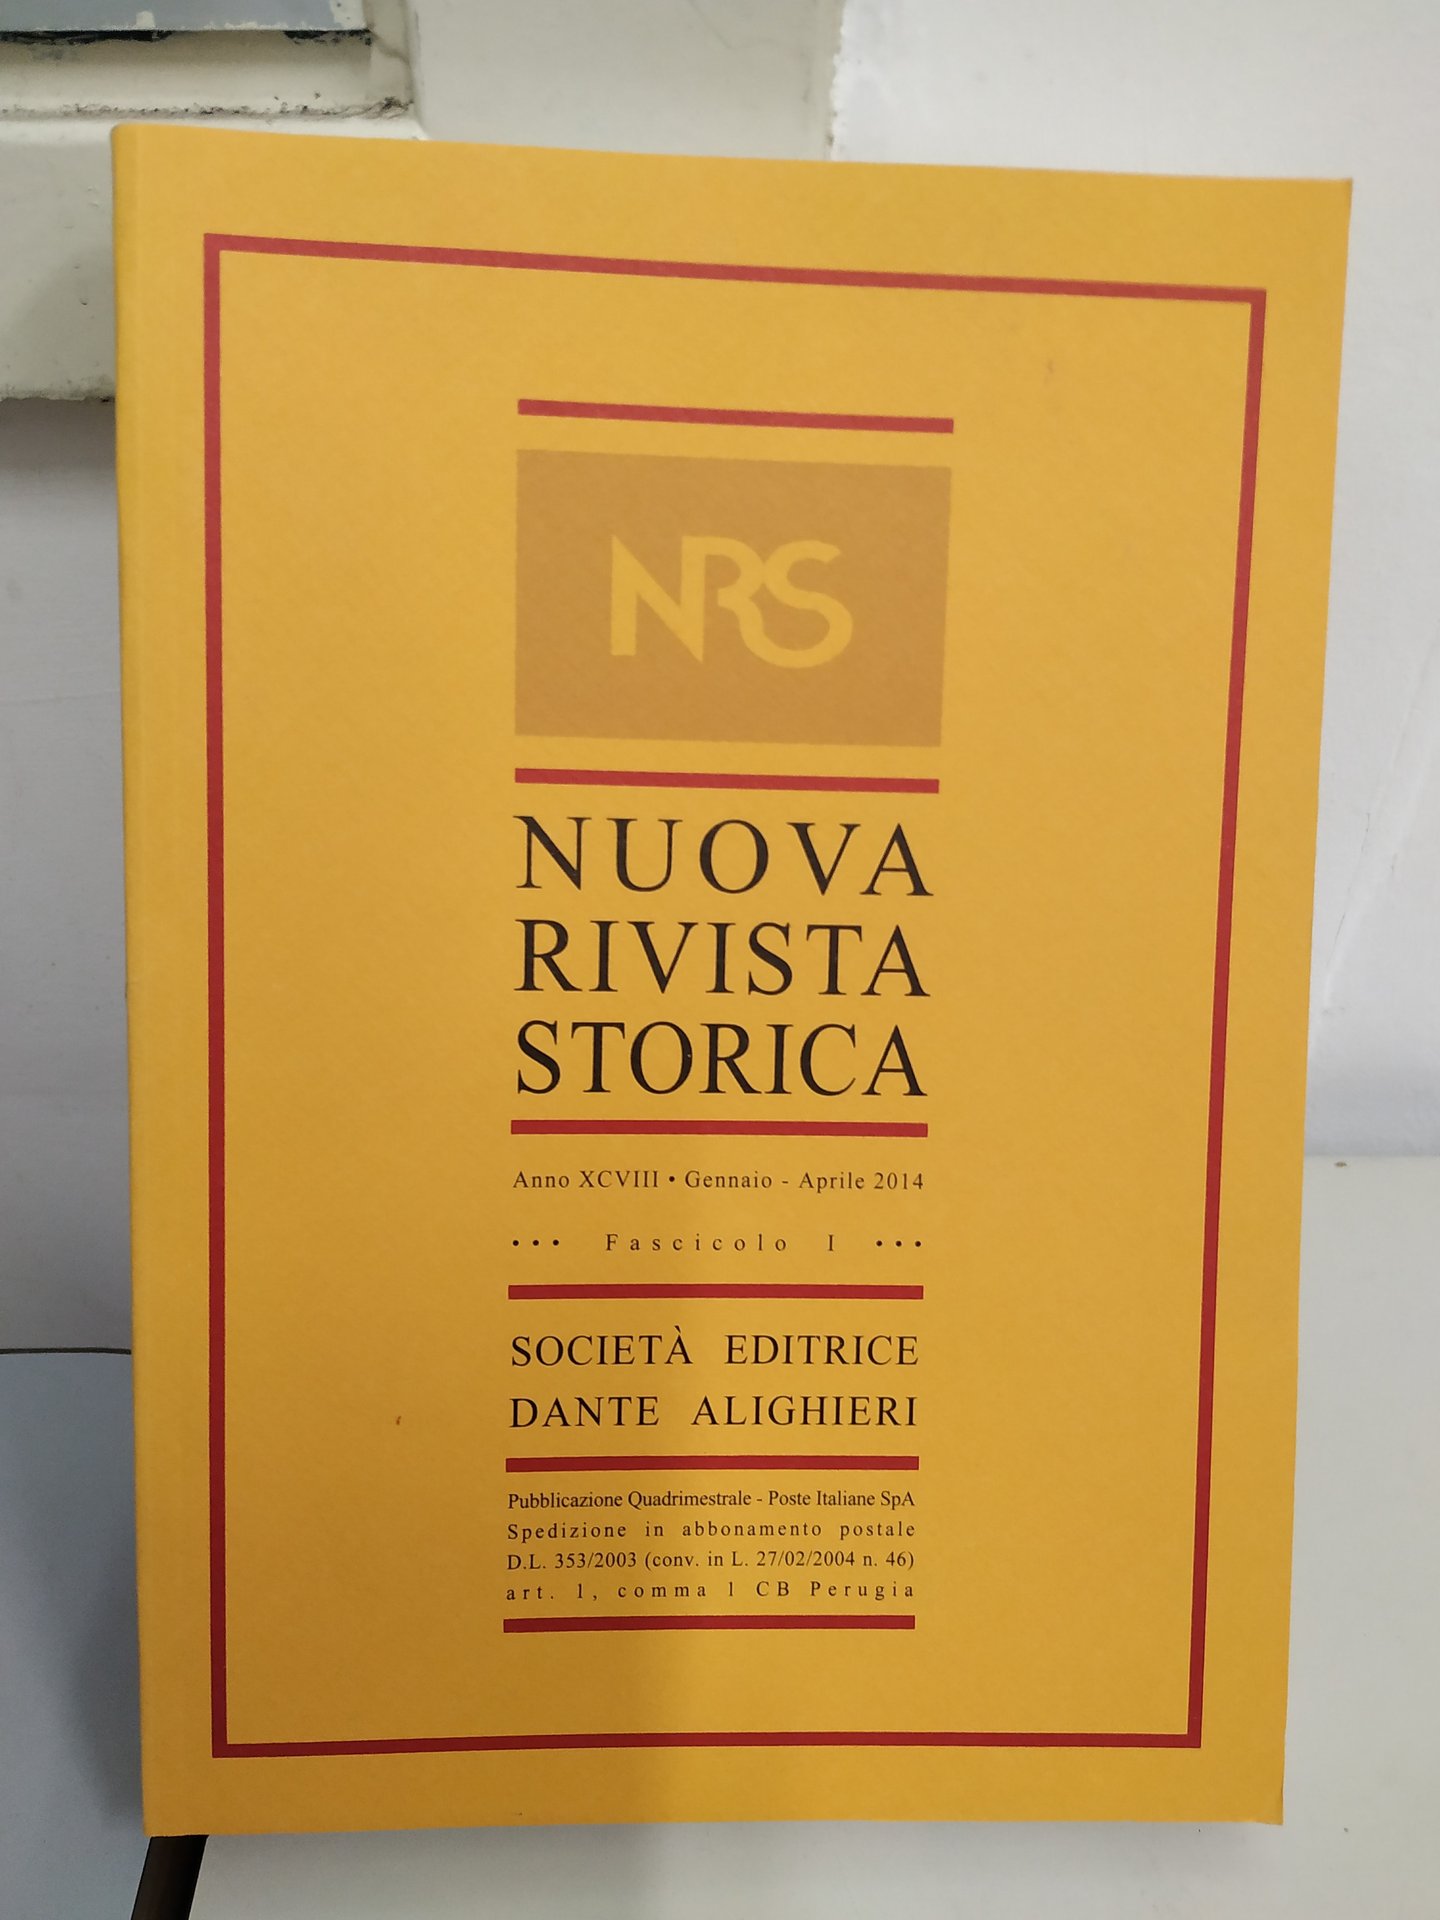 NRS
NUOVA
RIVISTA
STORICA
Anno XCVIII • Gennaio - Aprile 2014
• • • Fascicolo I • • •
SOCIETÀ EDITRICE
DANTE ALIGHIERI
Pubblicazione Quadrimestrale - Poste Italiane SpA
Spedizione in abbonamento postale
D.L. 353/2003 (conv. in L. 27/02/2004 n. 46)
art. 1, comma 1 CB Perugia